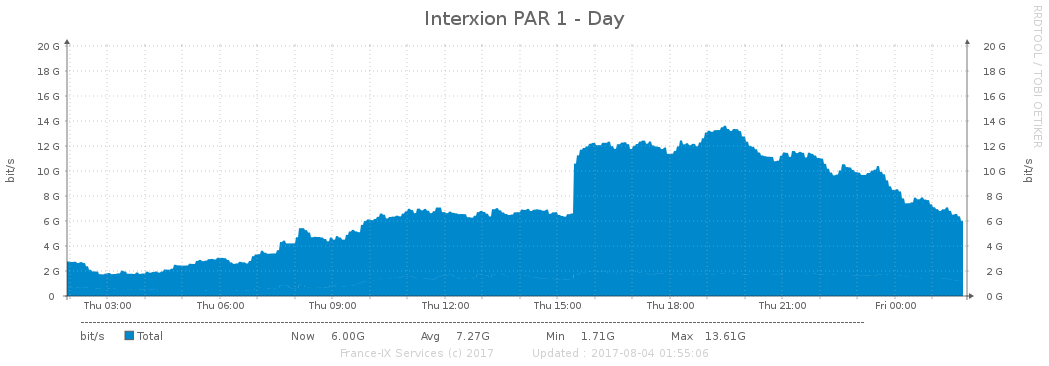 Interxion PAR 1 - Day
RRDTOOL / TOBI OETIKER
bit/s
20 G 20 G
18 G 18 G
16 G 16 G
14 G 14 G
12 G 12 G
10 G 10 G
8 G 8 G
6 G 6 G
4 G 4 G
2 G 2 G
0 0 G
bit/s
Thu 03:00 Thu 06:00 Thu 09:00 Thu 12:00 Thu 15:00 Thu 18:00 Thu 21:00 Fri 00:00
bit/s Total Now 6.00G Avg 7.27G Min 1.71G Max 13.61G
France-IX Services (c) 2017 Updated : 2017-08-04 01:55:06